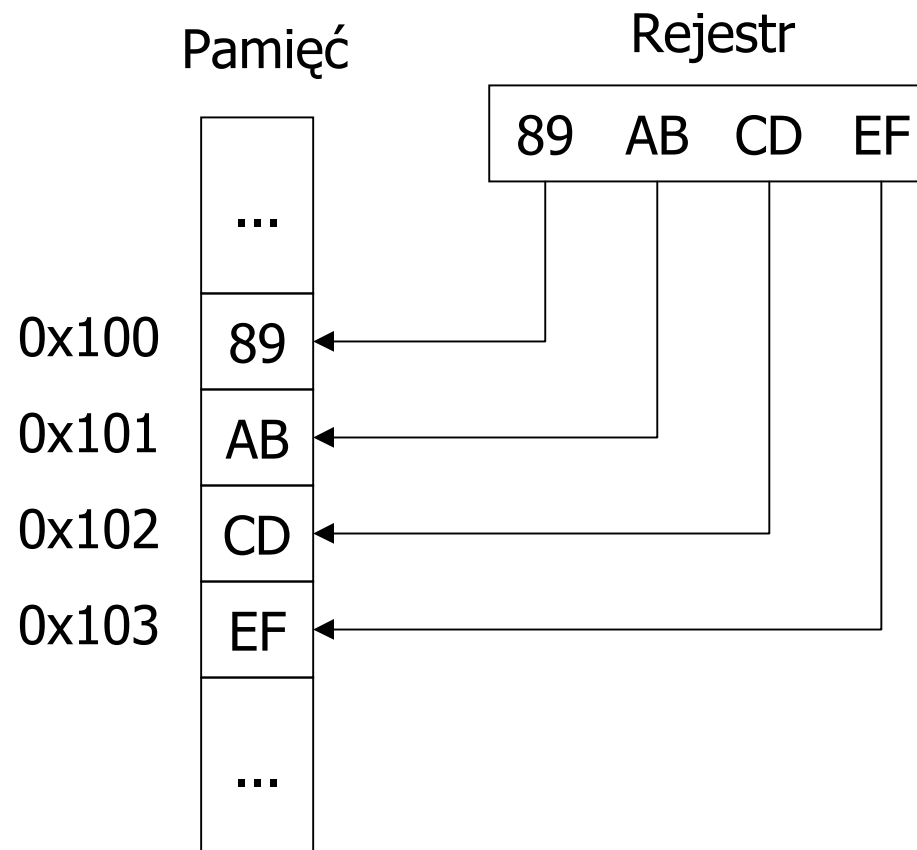 Pamięć
Rejestr
89 AB CD EF
...
0x100 89
0x101 AB
0x102 CD
0x103 EF
...